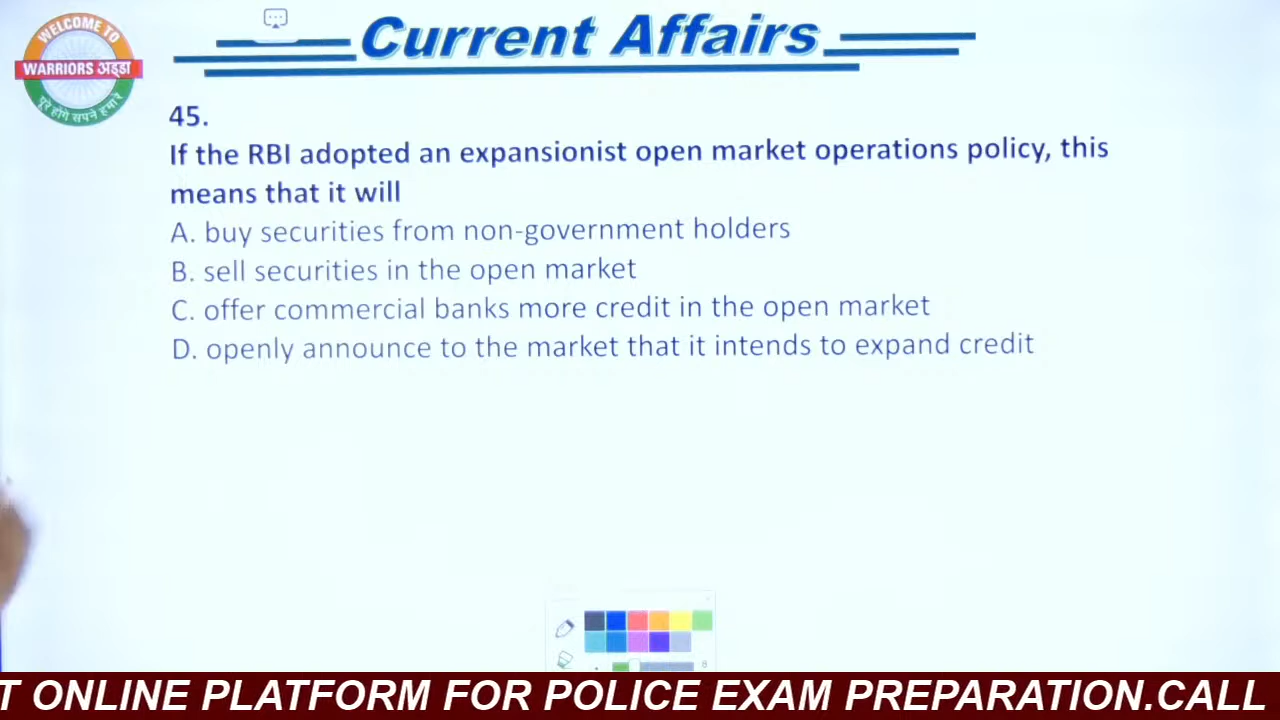 WELCOME TO
WARRIORS अड्डा
पूरे होंगे सपने हमारे
Current Affairs
45.
If the RBI adopted an expansionist open market operations policy, this
means that it will
A. buy securities from non-government holders
B. sell securities in the open market
C. offer commercial banks more credit in the open market
D. openly announce to the market that it intends to expand credit
8
T ONLINE PLATFORM FOR POLICE EXAM PREPARATION.CALL